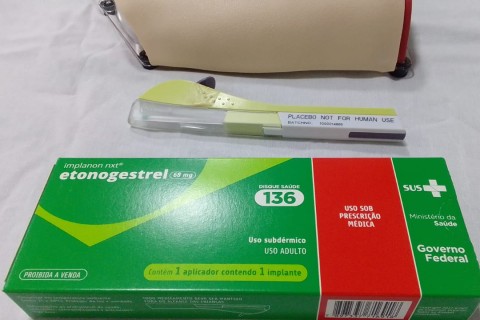 PLACEBO NOT FOR HUMAN USE
implanon nxt®
etonogestrel 68 mg
DISQUE SAÚDE
136
Uso subdérmico
USO ADULTO
PROIBIDA A VENDA
Contém 1 aplicador contendo 1 implante
USO SOB
PRESCRIÇÃO
MÉDICA
SUS
Ministério da
Saúde
Governo
Federal